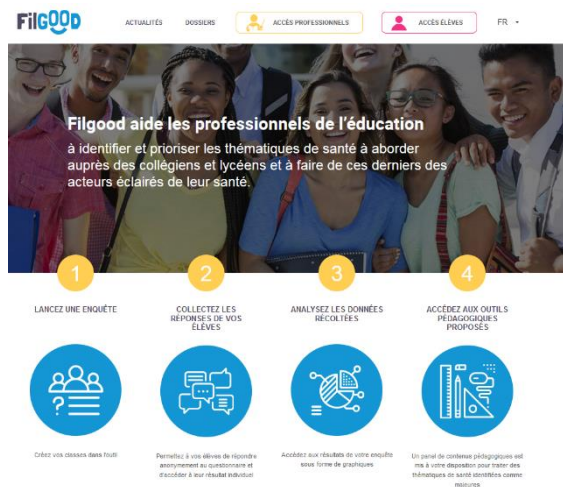 FilGOOD
ACTUALITÉS
DOSSIERS
ACCÈS PROFESSIONNELS
ACCÈS ÉLÈVES
FR
Filgood aide les professionnels de l'éducation
à identifier et prioriser les thématiques de santé à aborder
auprès des collégiens et lycéens et à faire de ces derniers des
acteurs éclairés de leur santé.
1
LANCEZ UNE ENQUÊTE
?
Créez vos classes dans l'outil
2
COLLECTEZ LES
RÉPONSES DE VOS
ÉLÈVES
Permettez à vos élèves de répondre
anonymement au questionnaire et
d'accéder à leur résultat individuel
3
ANALYSEZ LES DONNÉES
RÉCOLTÉES
Accédez aux résultats de votre enquête
sous forme de graphiques
4
ACCÉDEZ AUX OUTILS
PÉDAGOGIQUES
PROPOSÉS
Un panel de contenus pédagogiques est
mis à votre disposition pour traiter des
thématiques de santé identifiées comme
majeures